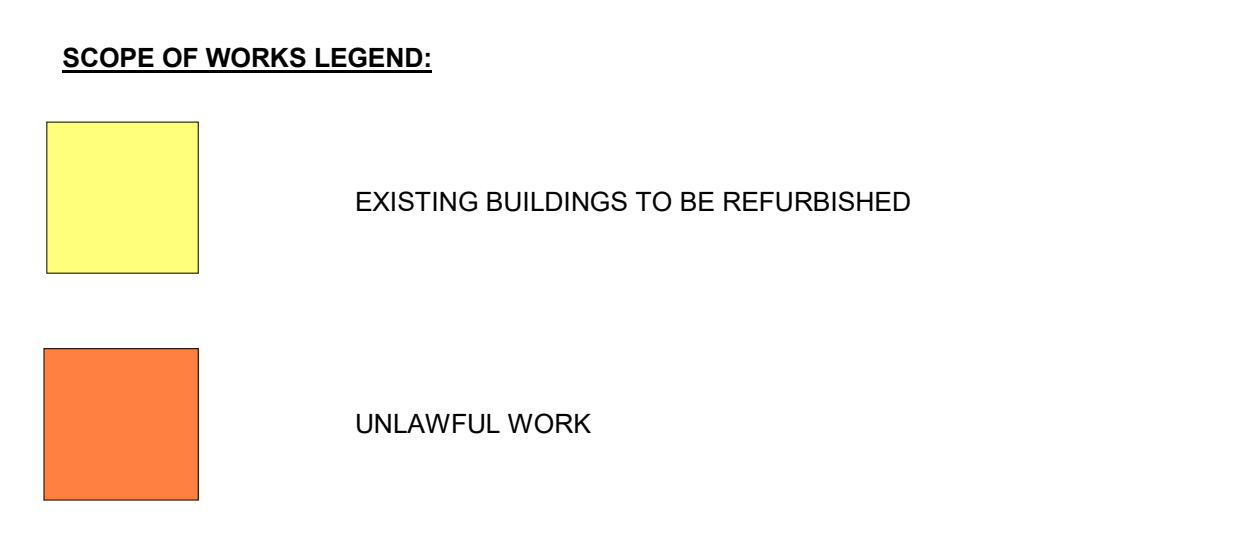 SCOPE OF WORKS LEGEND:
EXISTING BUILDINGS TO BE REFURBISHED
UNLAWFUL WORK